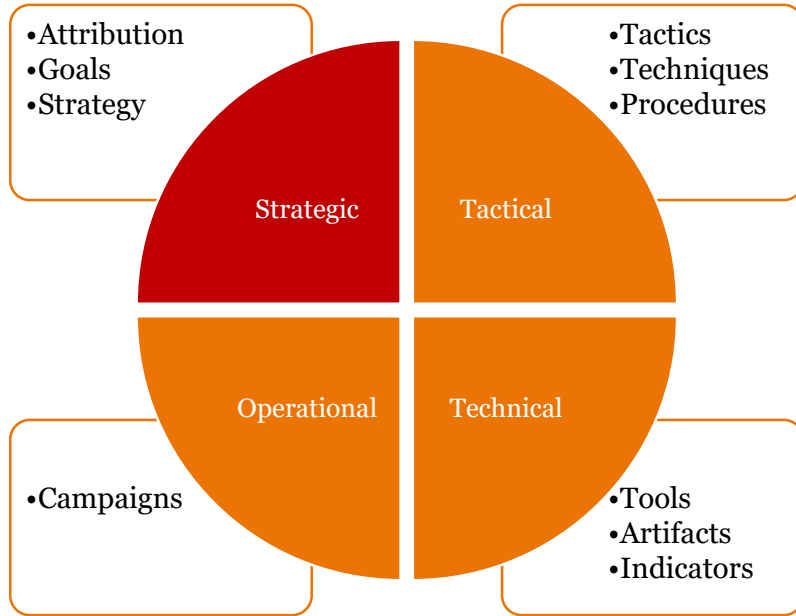 •Attribution
•Goals
•Strategy
•Tactics
•Techniques
•Procedures
Strategic
Tactical
Operational
Technical
•Campaigns
•Tools
•Artifacts
•Indicators